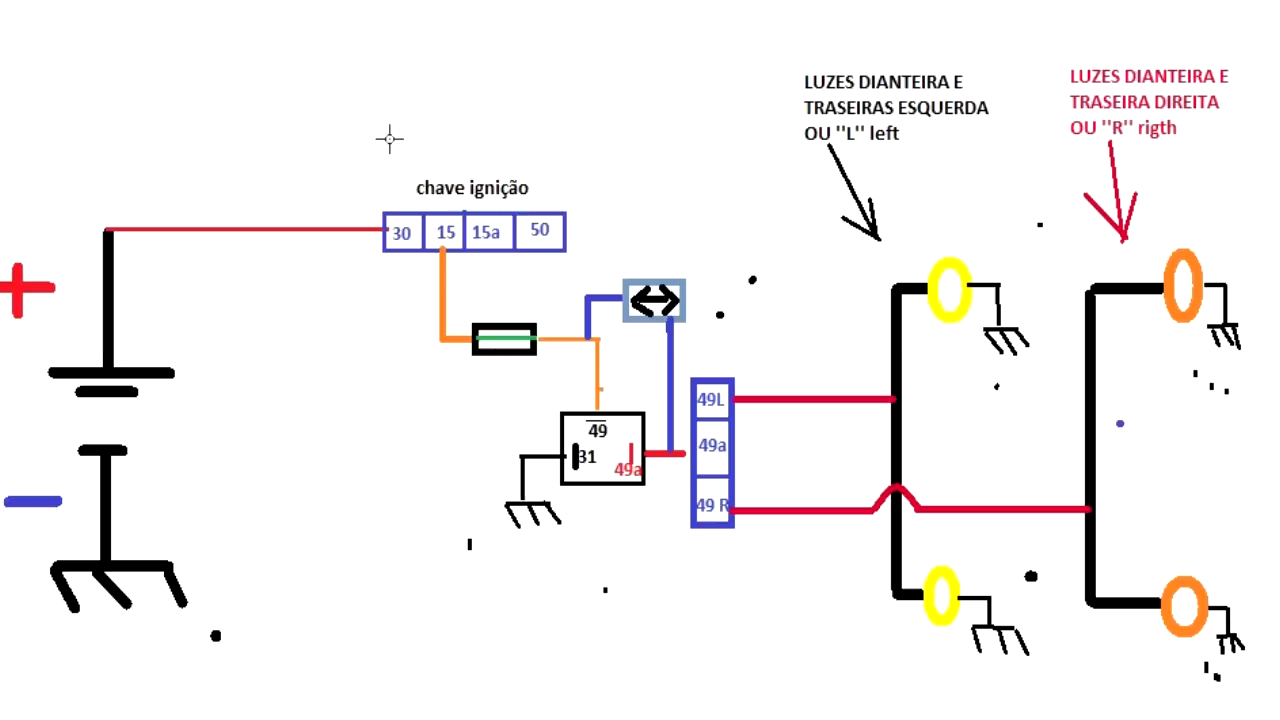 LUZES DIANTEIRA E
TRASEIRAS ESQUERDA
OU "L" left
LUZES DIANTEIRA E
TRASEIRA DIREITA
OU "R" rigth
chave ignição
30 15 15a 50
49
31
49a
49L
49a
49 R